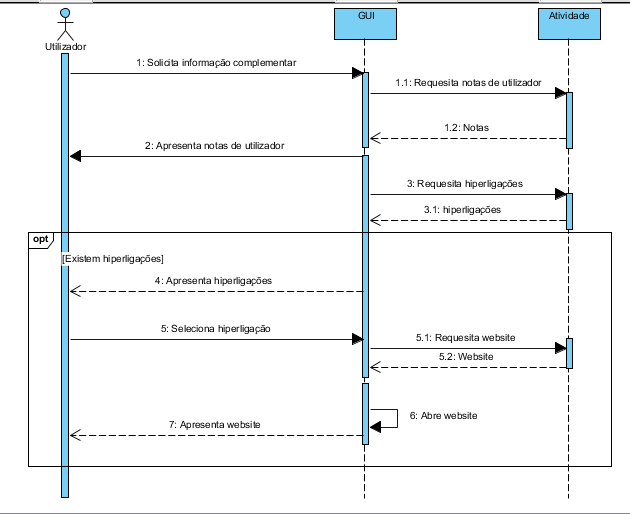 GUI
Atividade
Utilizador
1: Solicita informação complementar
1.1: Requesita notas de utilizador
1.2: Notas
2: Apresenta notas de utilizador
3: Requesita hiperligações
3.1: hiperligações
opt
[Existem hiperligações]
4: Apresenta hiperligações
5: Seleciona hiperligação
5.1: Requesita website
5.2: Website
6: Abre website
7: Apresenta website